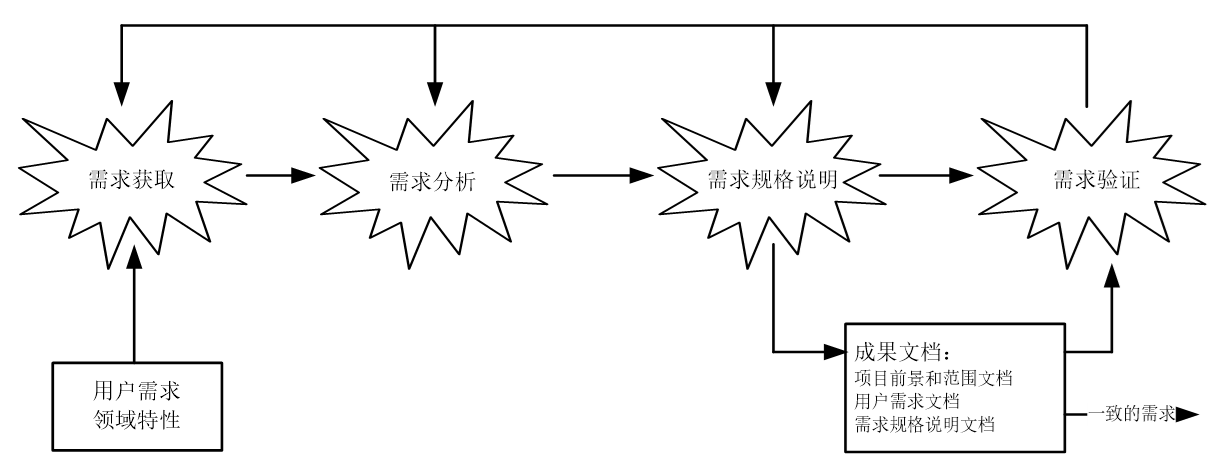 需求获取
需求分析
需求规格说明
需求验证
用户需求
领域特性
成果文档：
项目前景和范围文档
用户需求文档
需求规格说明文档
一致的需求